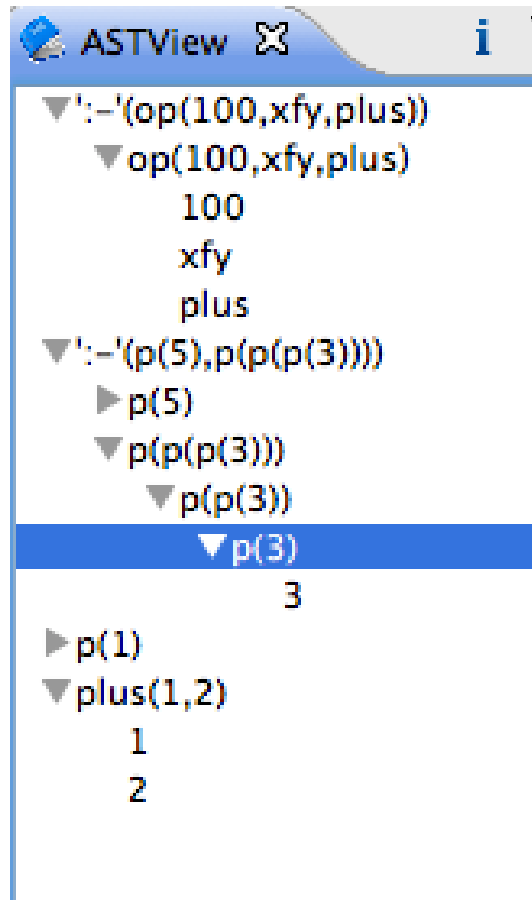 ASTView i
':-'(op(100,xfy,plus))
op(100,xfy,plus)
100
xfy
plus
':-'(p(5),p(p(p(3))))
p(5)
p(p(p(3)))
p(p(3))
p(3)
3
p(1)
plus(1,2)
1
2